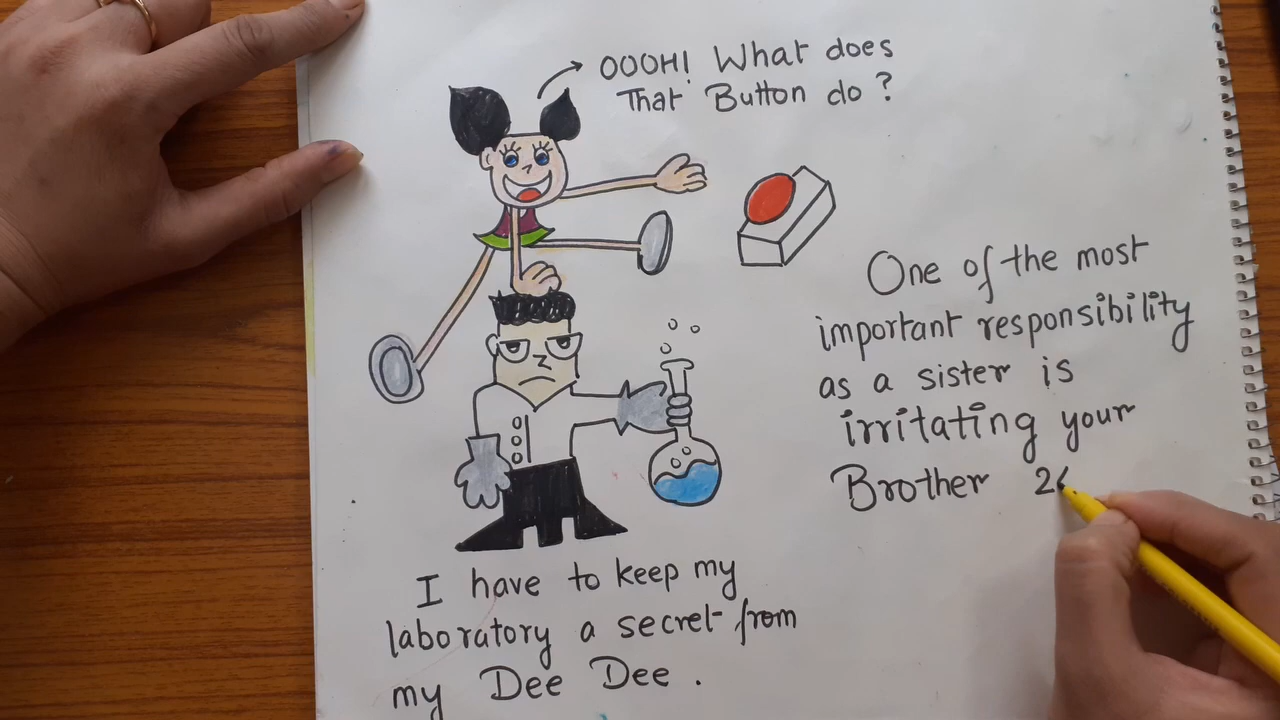 OOOH! What does
That Button do ?
One of the most
important responsibility
as a sister is
irritating your
Brother 2
I have to keep my
laboratory a secret from
my Dee Dee .